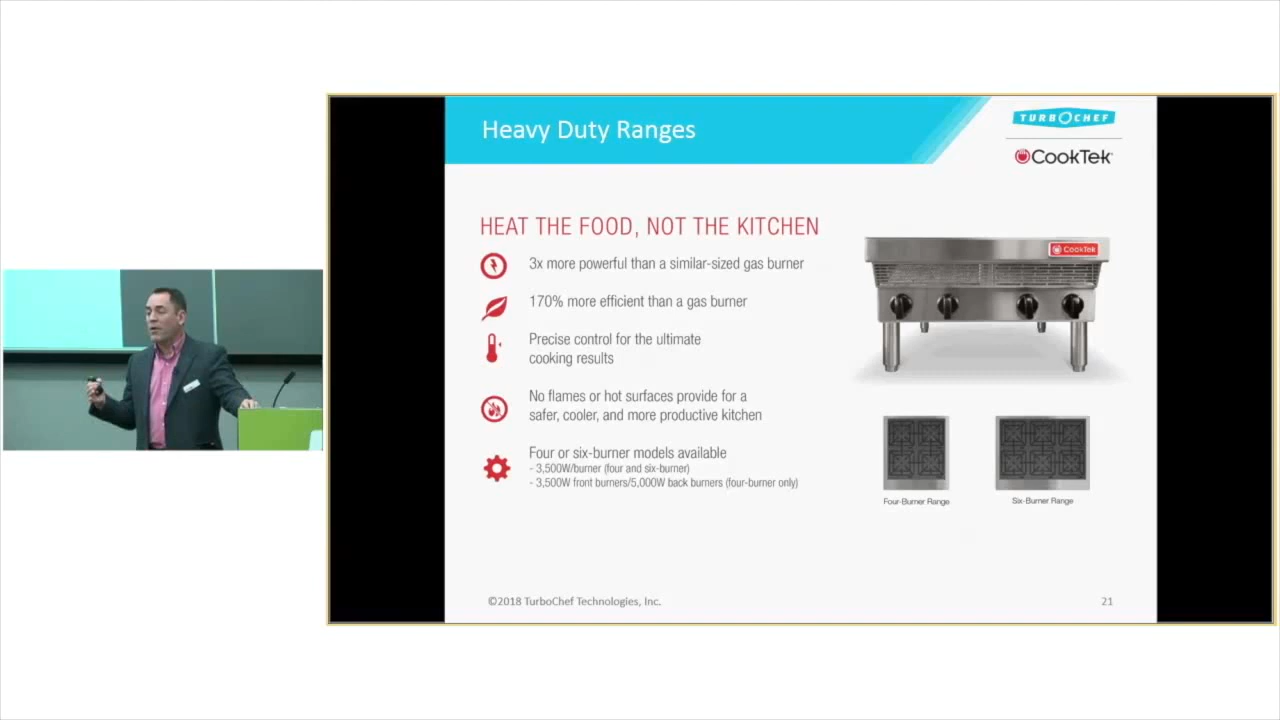 Heavy Duty Ranges
TURBOCHEF
CookTek
HEAT THE FOOD, NOT THE KITCHEN
3x more powerful than a similar-sized gas burner
170% more efficient than a gas burner
Precise control for the ultimate
cooking results
No flames or hot surfaces provide for a
safer, cooler, and more productive kitchen
Four or six-burner models available
- 3,500W/burner (four and six-burner)
- 3,500W front burners/5,000W back burners (four-burner only)
CookTek
Four-Burner Range
Six-Burner Range
©2018 TurboChef Technologies, Inc.
21